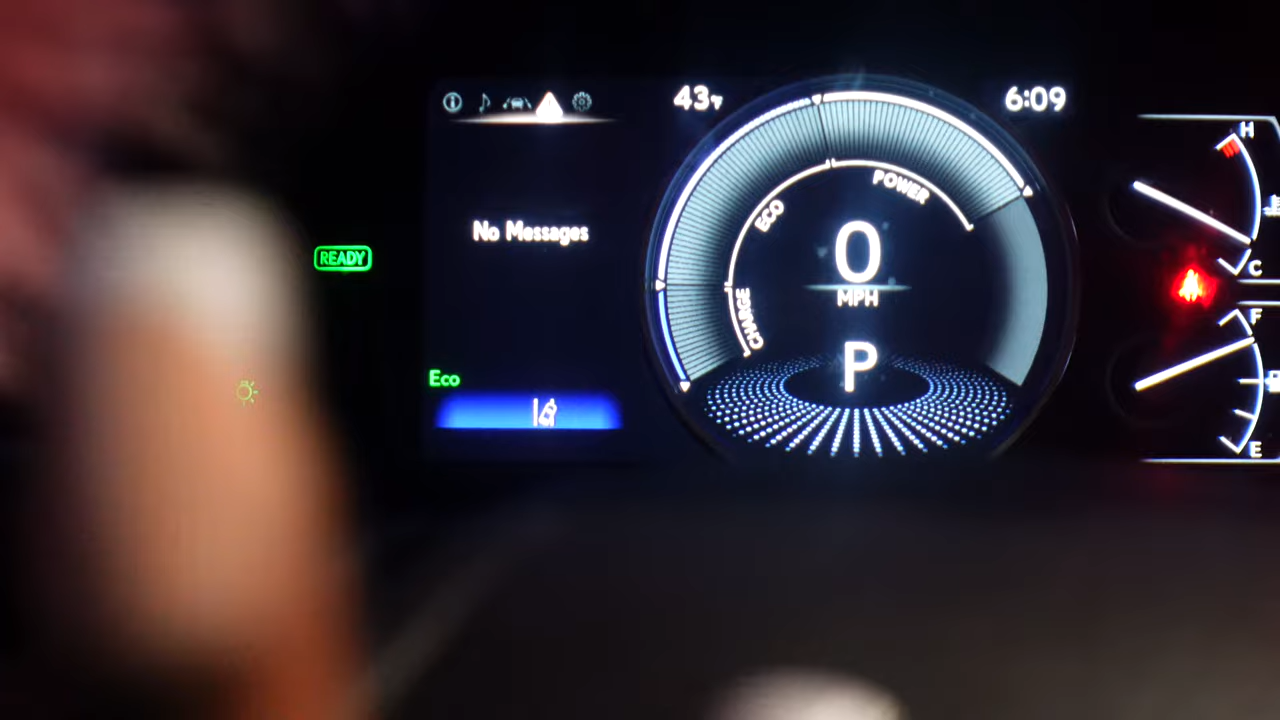 43°F
6:09
H
POWER
ECO
No Messages
0
READY
MPH
C
CHARGE
F
P
Eco
E